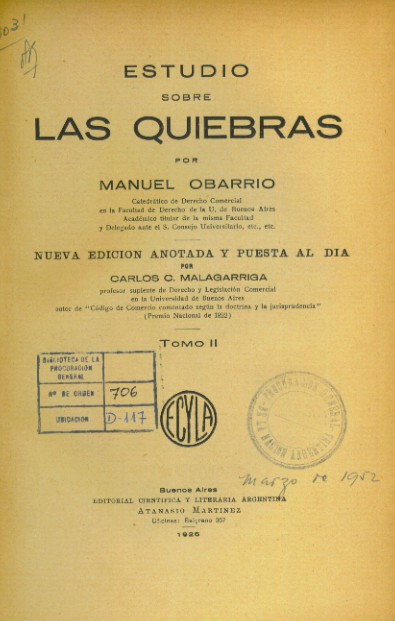 1031
ESTUDIO
SOBRE
LAS QUIEBRAS
POR
MANUEL OBARRIO
Catedrático de Derecho Comercial
en la Facultad de Derecho de la U. de Buenos Aires
Académico titular de la misma Facultad
y Delegado ante el S. Consejo Universitario, etc., etc.
NUEVA EDICION ANOTADA Y PUESTA AL DIA
POR
CARLOS C. MALAGARRIGA
profesor suplente de Derecho y Legislación Comercial
en la Universidad de Buenos Aires
autor de "Código de Comercio comentado según la doctrina y la jurisprudencia"
(Premio Nacional de 1922)
TOMO II
BIBLIOTECA DE LA
PROCURACION
GENERAL
Nº DE ORDEN 706
UBICACION D-117
ECYLA
Marzo de 1952
Buenos Aires
EDITORIAL CIENTIFICA Y LITERARIA ARGENTINA
ATANASIO MARTINEZ
Oficinas: Belgrano 367
1925